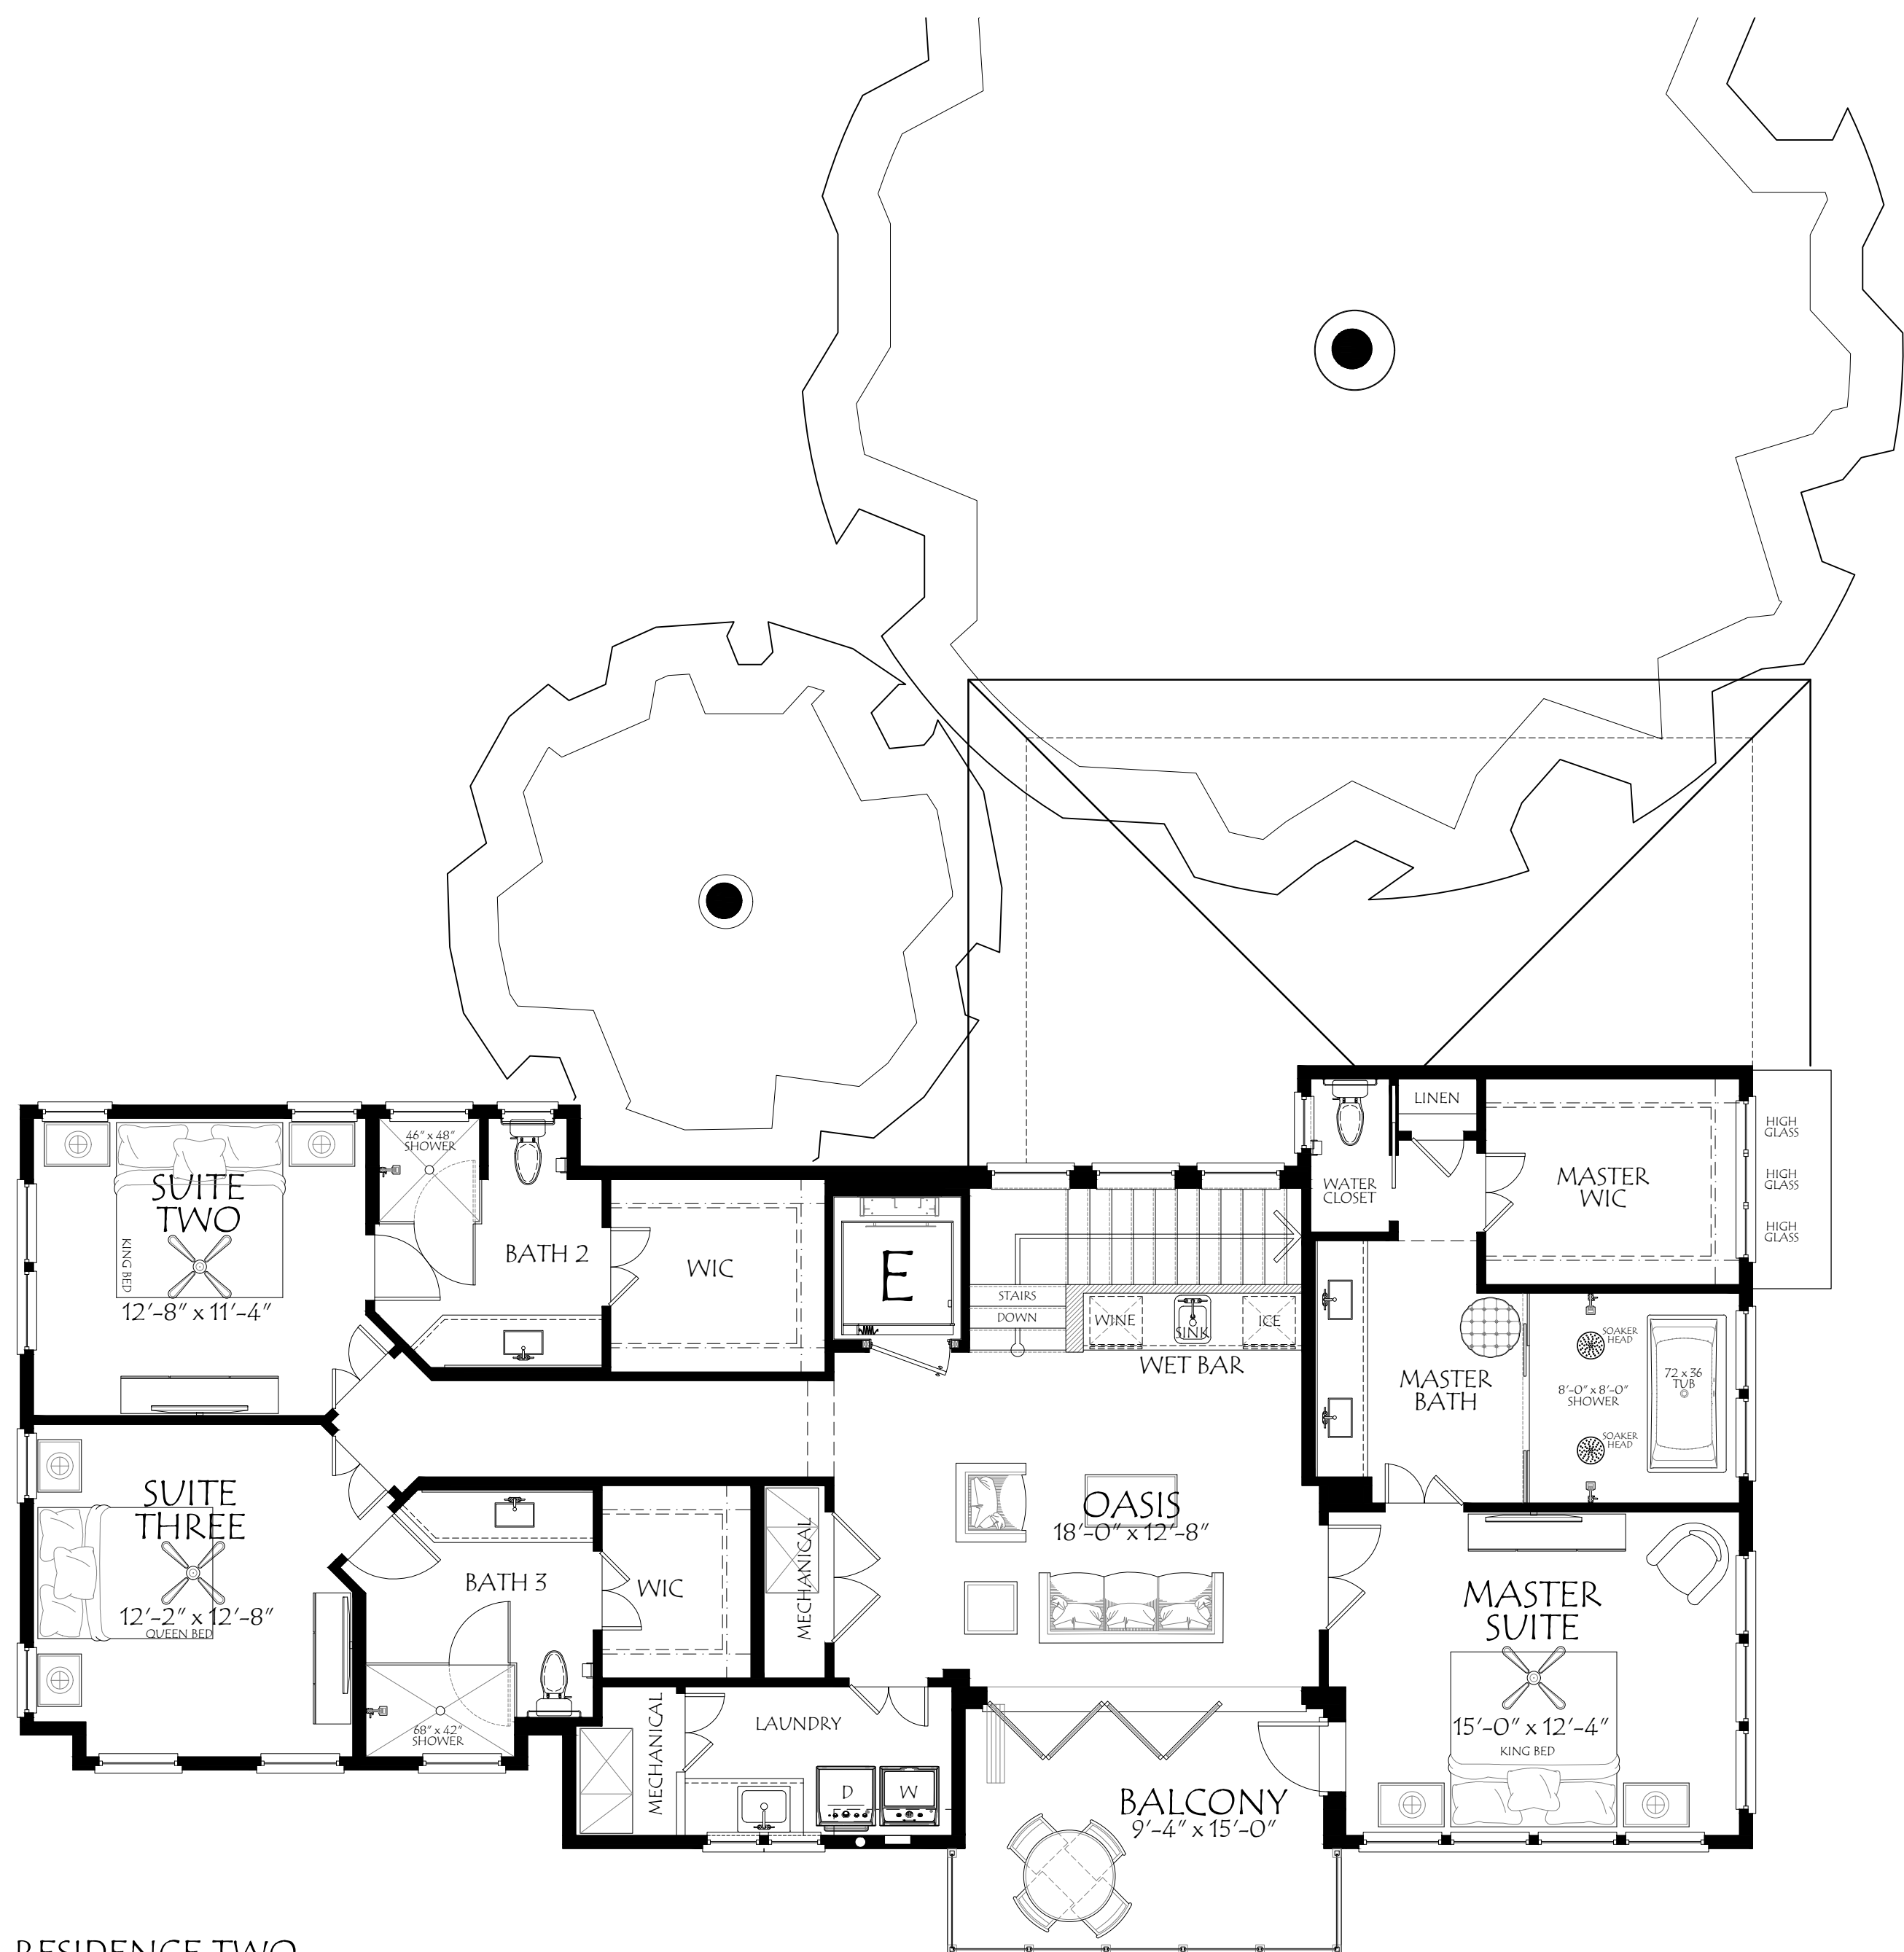 LINEN
HIGH
GLASS
HIGH
GLASS
HIGH
GLASS
46" x 48"
SHOWER
WATER
CLOSET
MASTER
WIC
SUITE
TWO
KING BED
12'-8" x 11'-4"
BATH 2
WIC
E
STAIRS
DOWN
WINE
SINK
ICE
WET BAR
MASTER
BATH
SOAKER
HEAD
8'-0" x 8'-0"
SHOWER
72 x 36
TUB
SOAKER
HEAD
SUITE
THREE
12'-2" x 12'-8"
QUEEN BED
BATH 3
WIC
MECHANICAL
OASIS
18'-0" x 12'-8"
MASTER
SUITE
15'-0" x 12'-4"
KING BED
68" x 42"
SHOWER
MECHANICAL
LAUNDRY
D
W
BALCONY
9'-4" x 15'-0"
RESIDENCE TWO